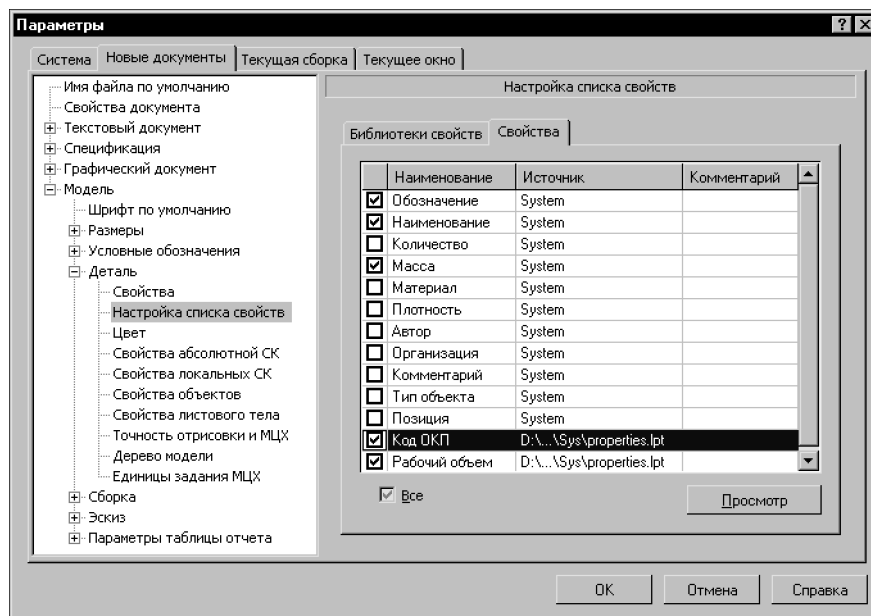 Параметры
Система Новые документы Текущая сборка Текущее окно
Имя файла по умолчанию
Свойства документа
Текстовый документ
Спецификация
Графический документ
Модель
Шрифт по умолчанию
Размеры
Условные обозначения
Деталь
Свойства
Настройка списка свойств
Цвет
Свойства абсолютной СК
Свойства локальных СК
Свойства объектов
Свойства листового тела
Точность отрисовки и МЦХ
Дерево модели
Единицы задания МЦХ
Сборка
Эскиз
Параметры таблицы отчета
Настройка списка свойств
Библиотеки свойств Свойства
Наименование Источник Комментарий
Обозначение System
Наименование System
Количество System
Масса System
Материал System
Плотность System
Автор System
Организация System
Комментарий System
Тип объекта System
Позиция System
Код ОКП D:\...\Sys\properties.lpt
Рабочий объем D:\...\Sys\properties.lpt
Все
Просмотр
OK Отмена Справка